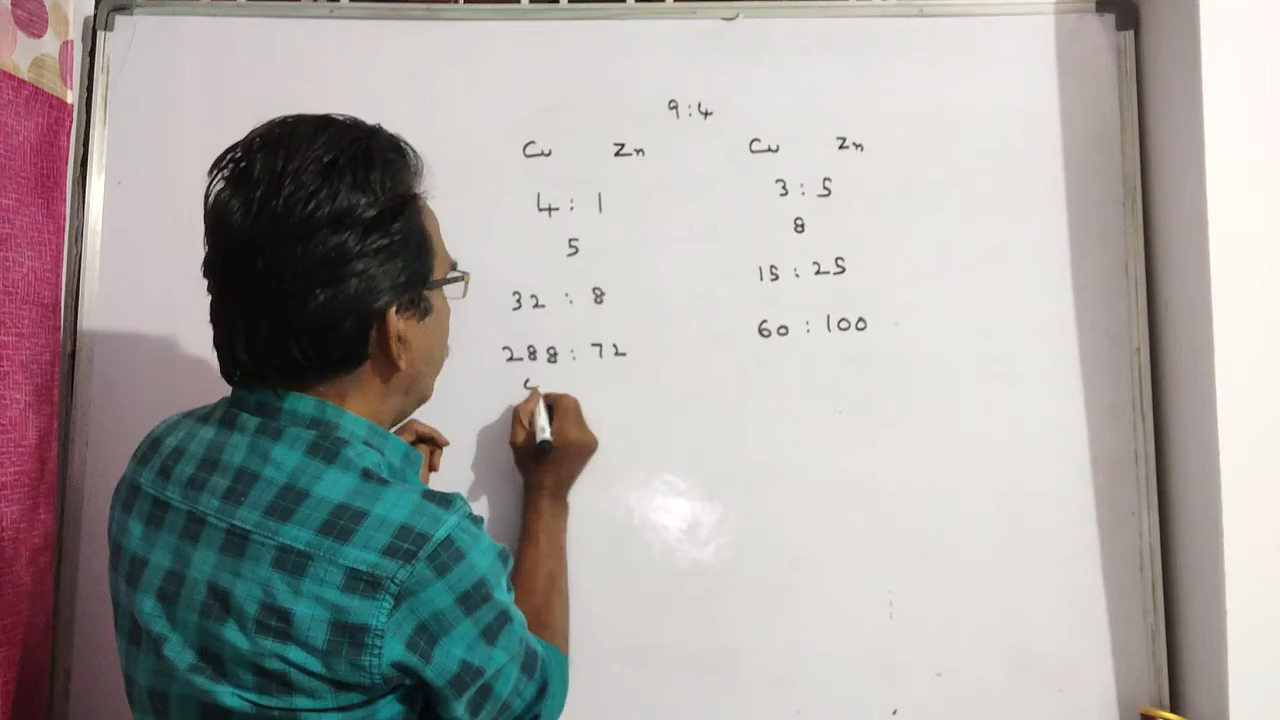 9:4
Cu Zn Cu Zn
4 : 1 3 : 5
5 8
32 : 8 15 : 25
288 : 72 60 : 100